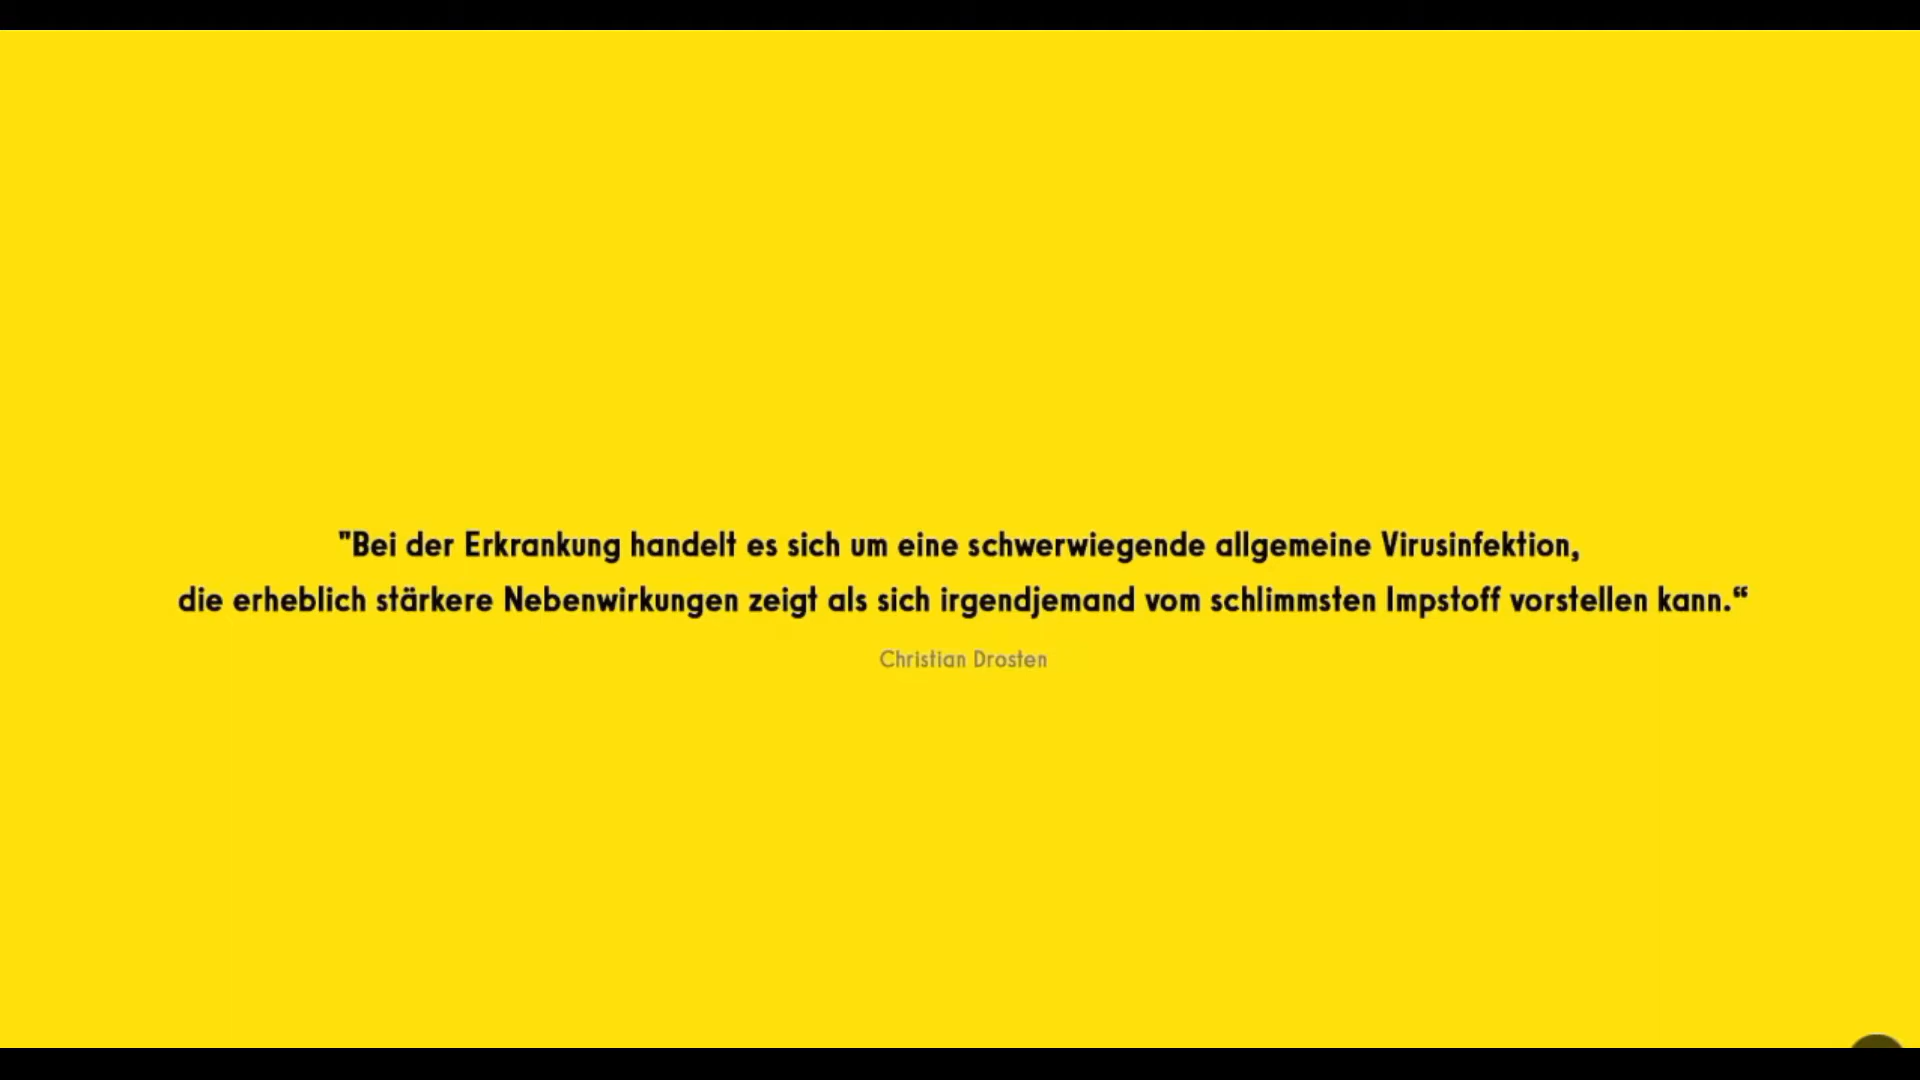 "Bei der Erkrankung handelt es sich um eine schwerwiegende allgemeine Virusinfektion,
die erheblich stärkere Nebenwirkungen zeigt als sich irgendjemand vom schlimmsten Impstoff vorstellen kann.“
Christian Drosten